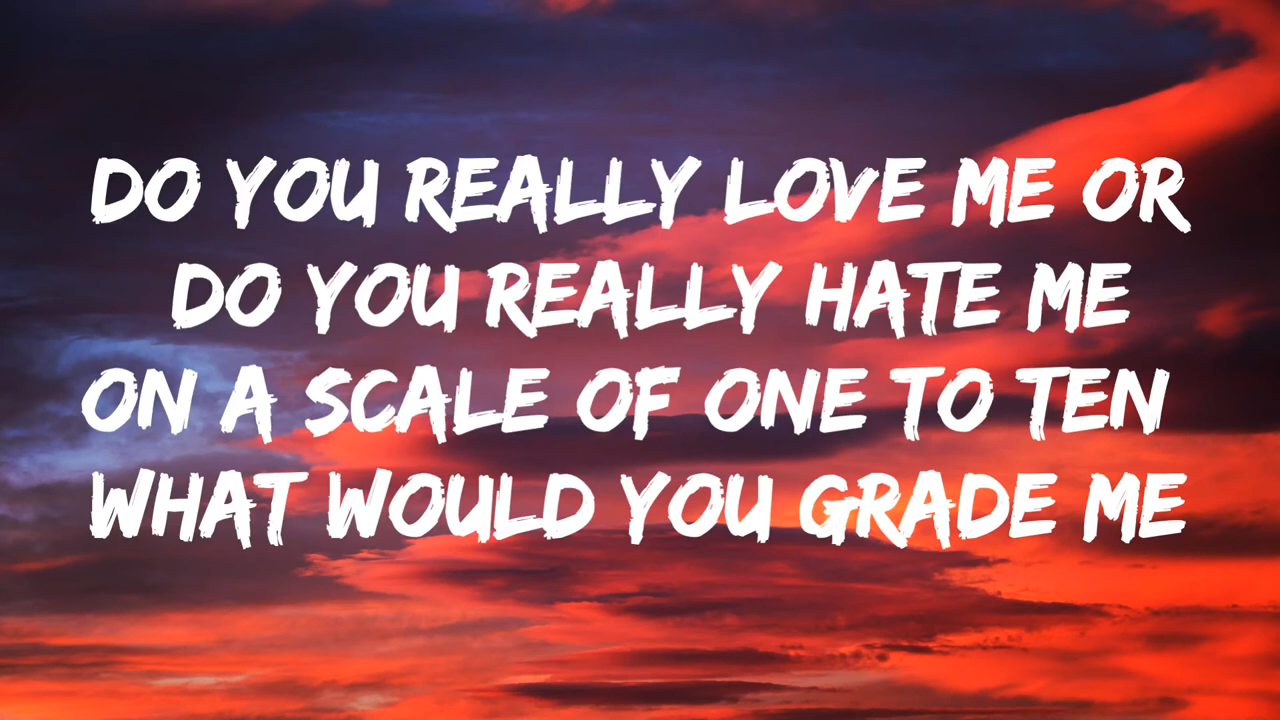 DO YOU REALLY LOVE ME OR
DO YOU REALLY HATE ME
ON A SCALE OF ONE TO TEN
WHAT WOULD YOU GRADE ME